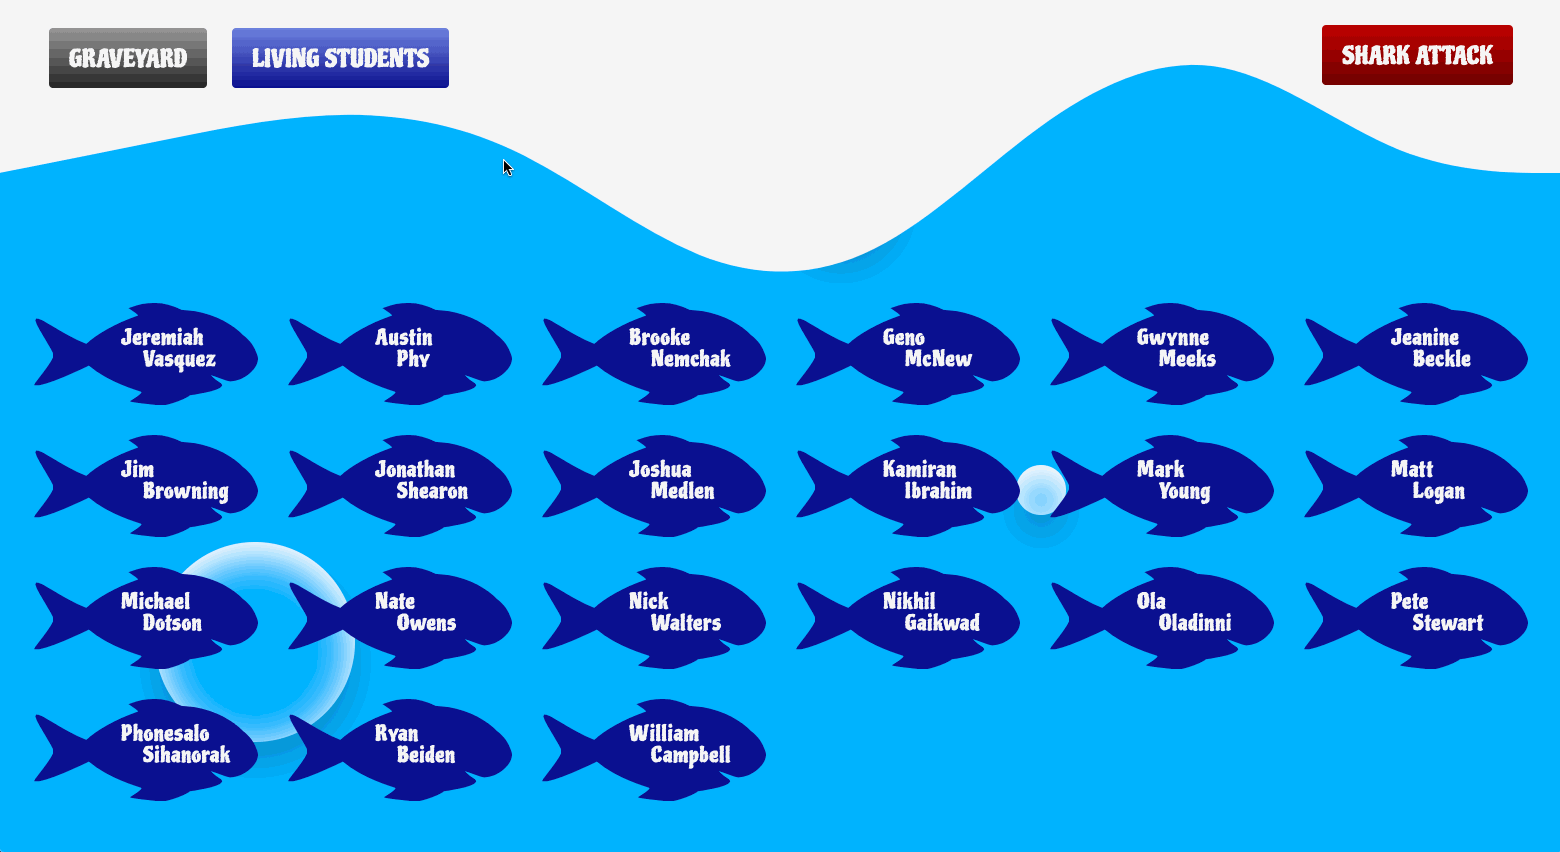 GRAVEYARD
LIVING STUDENTS
SHARK ATTACK
Jeremiah
Vasquez
Austin
Phy
Brooke
Nemchak
Geno
McNew
Gwynne
Meeks
Jeanine
Beckle
Jim
Browning
Jonathan
Shearon
Joshua
Medlen
Kamiran
Ibrahim
Mark
Young
Matt
Logan
Michael
Dotson
Nate
Owens
Nick
Walters
Nikhil
Gaikwad
Ola
Oladinni
Pete
Stewart
Phonesalo
Sihanorak
Ryan
Beiden
William
Campbell